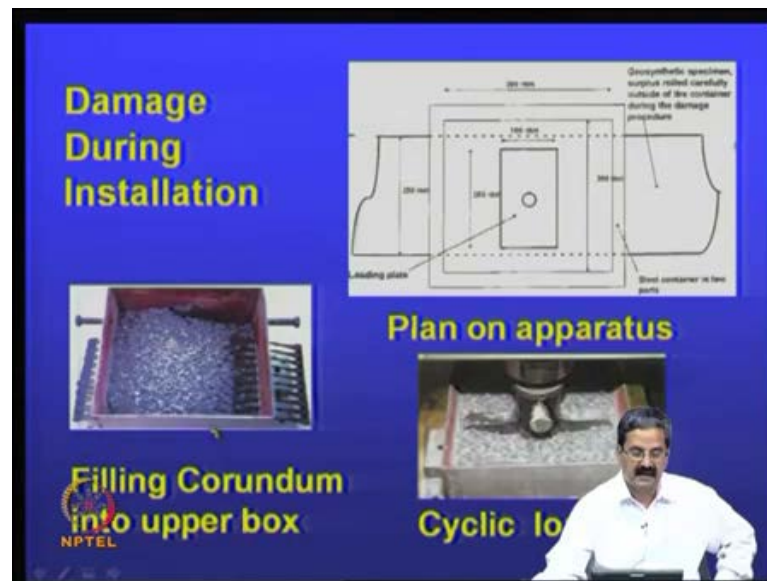 Damage
During
Installation
Geosynthetic specimen,
surplus rolled carefully
outside of the container
during the damage
procedure
Loading plate
Steel container in two
parts
Plan on apparatus
Filling Corundum
into upper box
Cyclic lo
NPTEL